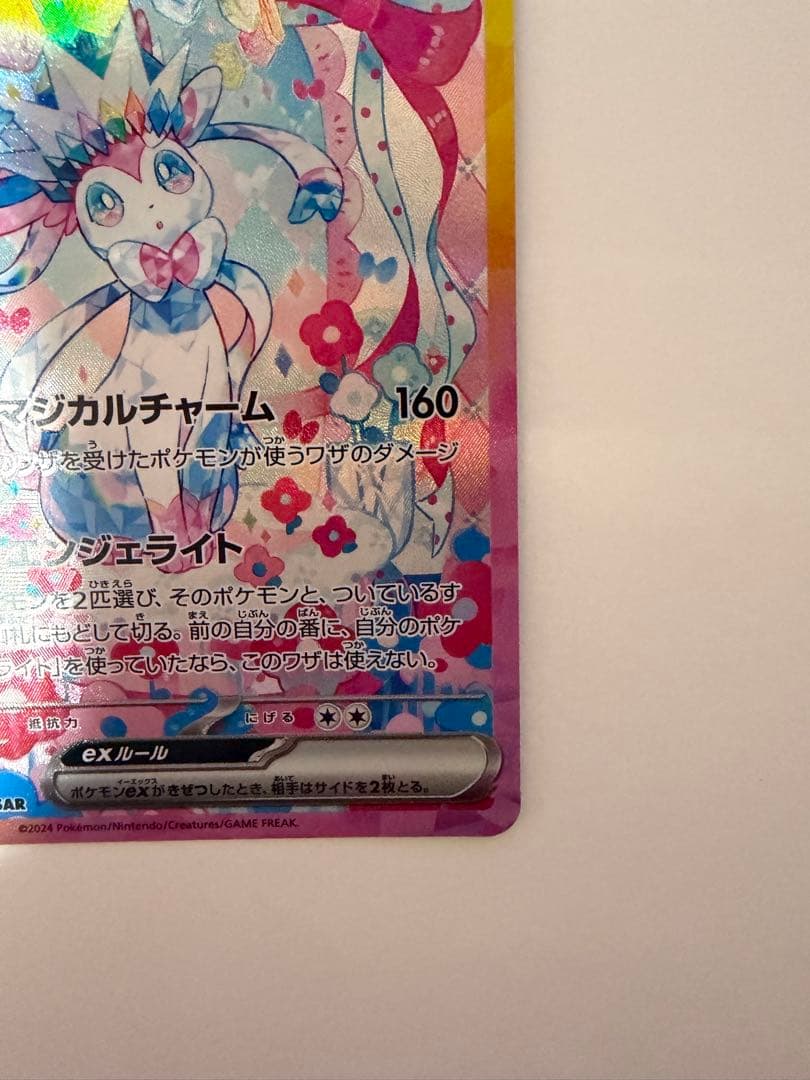 マジカルチャーム 160
ワザを受けたポケモンが使うワザのダメージ
ンジェライト
モンを2匹選び、そのポケモンと、ついているす
札にもどして切る。前の自分の番に、自分のポケ
ライト」を使っていたなら、このワザは使えない。
抵抗力 にげる
exルール
ポケモンexがきぜつしたとき、相手はサイドを2枚とる。
SAR
©2024 Pokémon/Nintendo/Creatures/GAME FREAK.